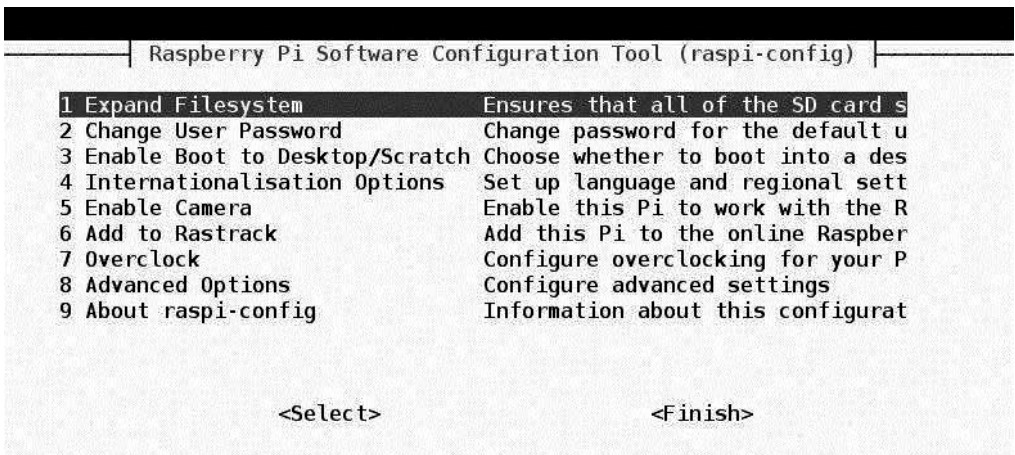 Raspberry Pi Software Configuration Tool (raspi-config)
1 Expand Filesystem Ensures that all of the SD card s
2 Change User Password Change password for the default u
3 Enable Boot to Desktop/Scratch Choose whether to boot into a des
4 Internationalisation Options Set up language and regional sett
5 Enable Camera Enable this Pi to work with the R
6 Add to Rastrack Add this Pi to the online Raspber
7 Overclock Configure overclocking for your P
8 Advanced Options Configure advanced settings
9 About raspi-config Information about this configurat
<Select> <Finish>